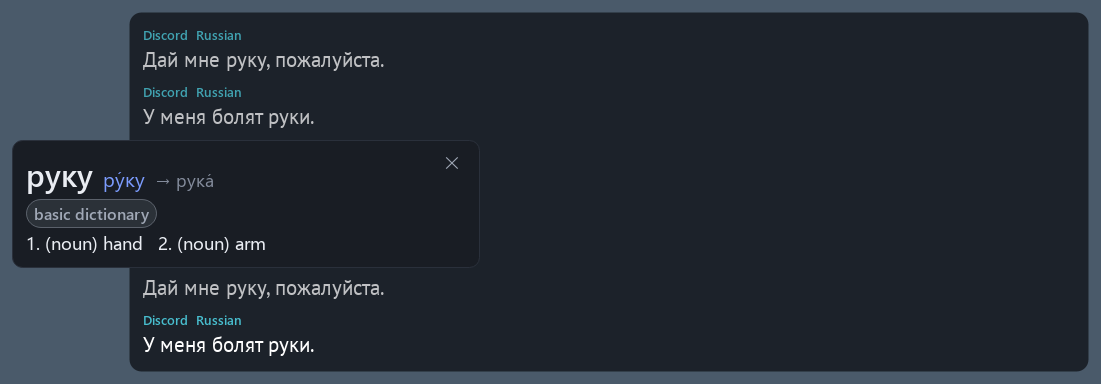 Discord Russian
Дай мне руку, пожалуйста.
Discord Russian
У меня болят руки.
руку ру́ку → рука́
basic dictionary
1. (noun) hand 2. (noun) arm
Дай мне руку, пожалуйста.
Discord Russian
У меня болят руки.